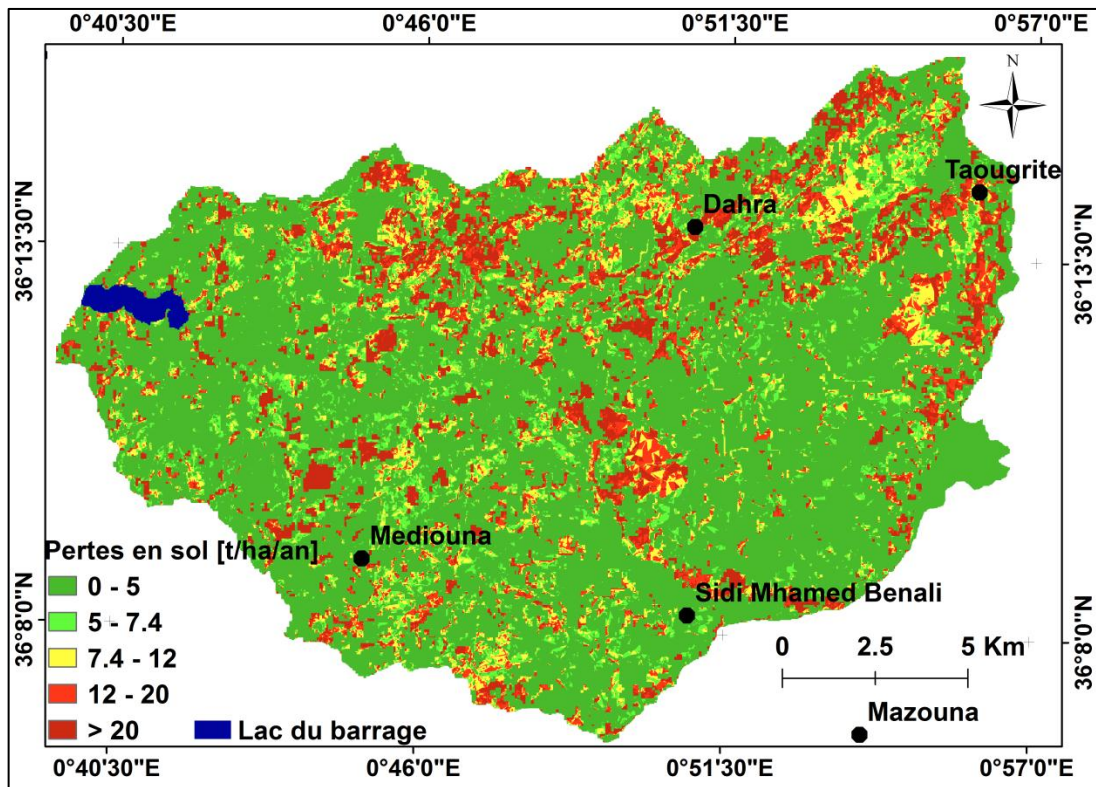 0°40'30"E 0°46'0"E 0°51'30"E 0°57'0"E
N
Taougrite
Dahra
36°13'30"N
36°13'30"N
Mediouna
Pertes en sol [t/ha/an]
0 - 5
Sidi Mhamed Benali
5 - 7.4
36°8'0"N
36°8'0"N
7.4 - 12
0 2.5 5 Km
12 - 20
> 20
Lac du barrage
Mazouna
0°40'30"E 0°46'0"E 0°51'30"E 0°57'0"E